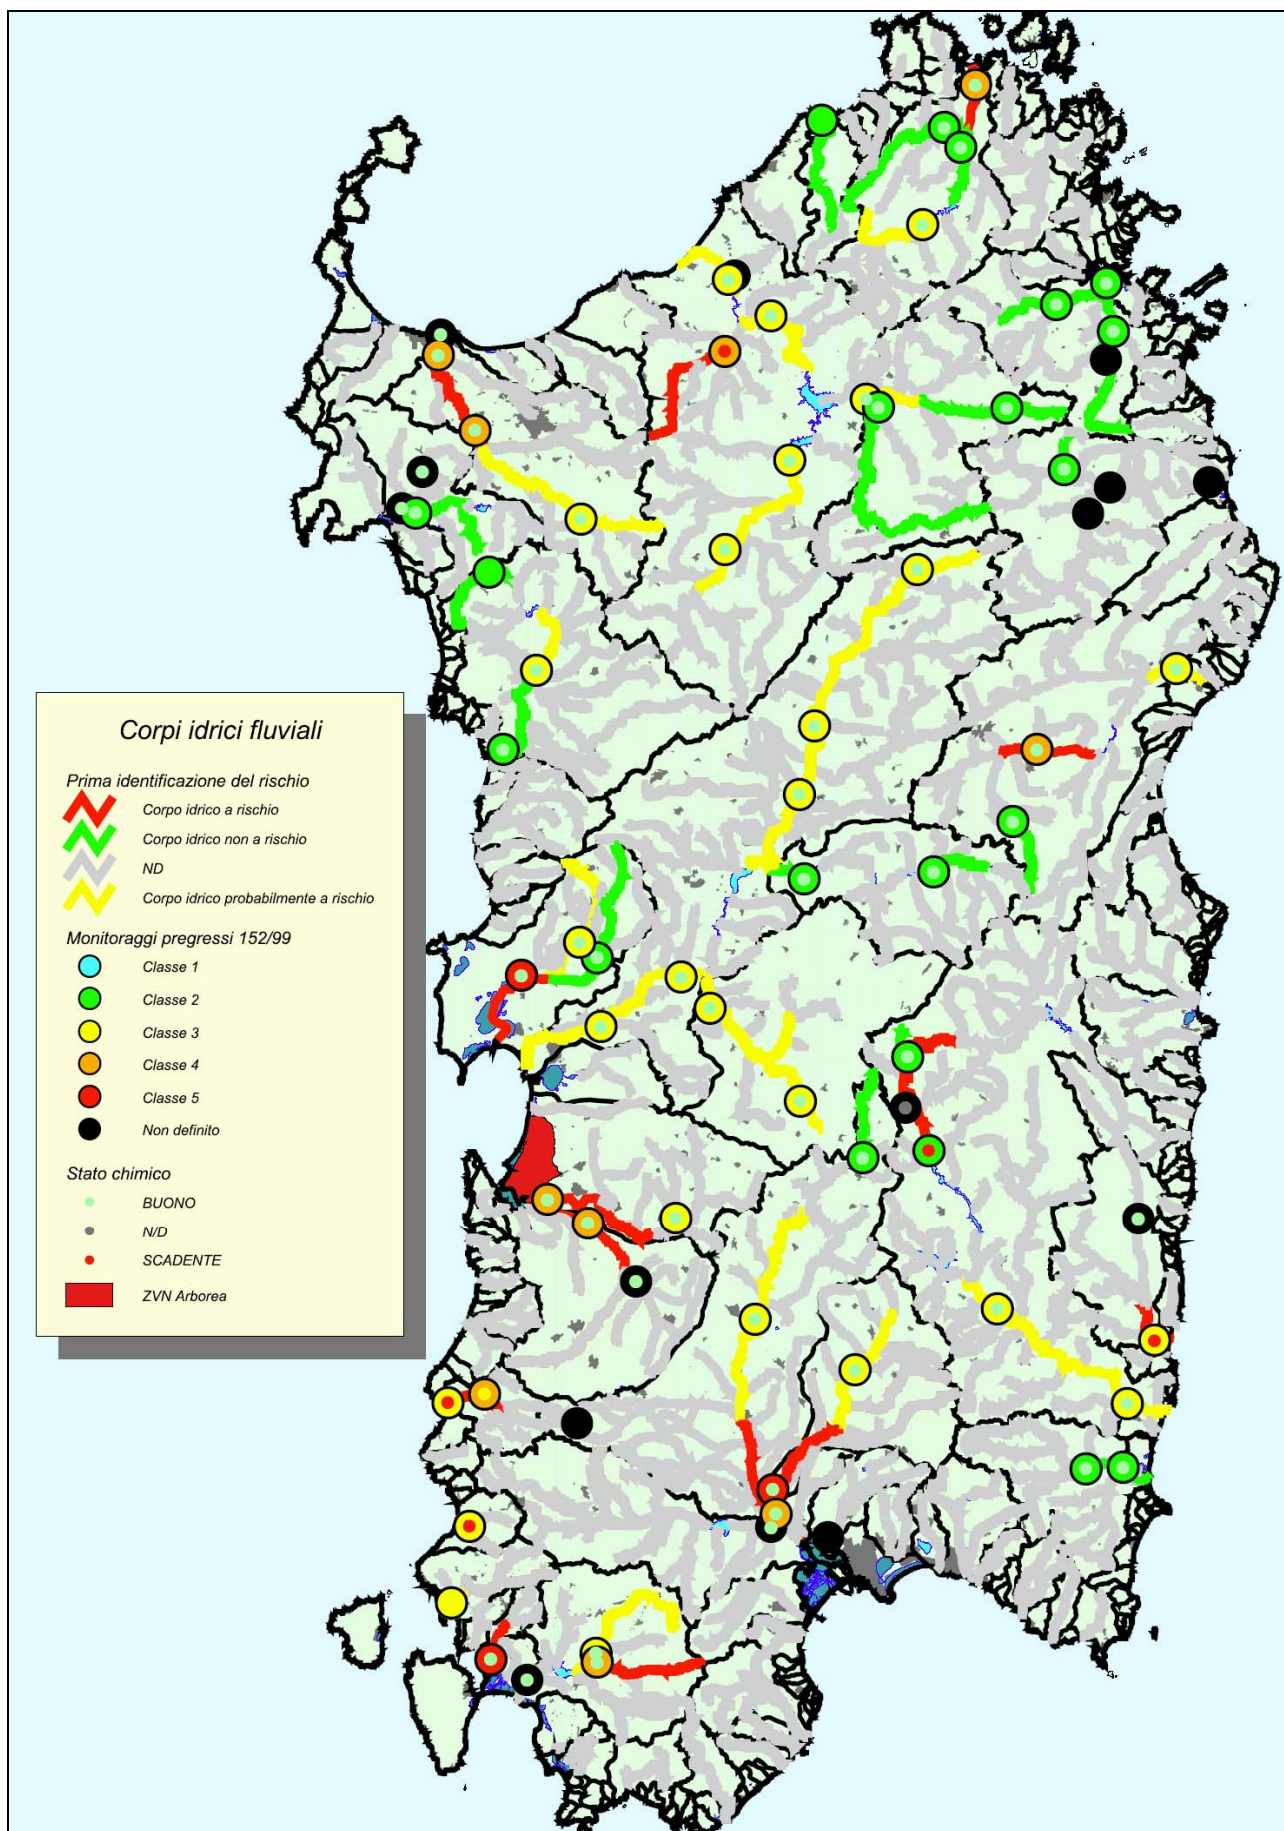 Corpi idrici fluviali
Prima identificazione del rischio
Corpo idrico a rischio
Corpo idrico non a rischio
ND
Corpo idrico probabilmente a rischio
Monitoraggi pregressi 152/99
Classe 1
Classe 2
Classe 3
Classe 4
Classe 5
Non definito
Stato chimico
BUONO
N/D
SCADENTE
ZVN Arborea